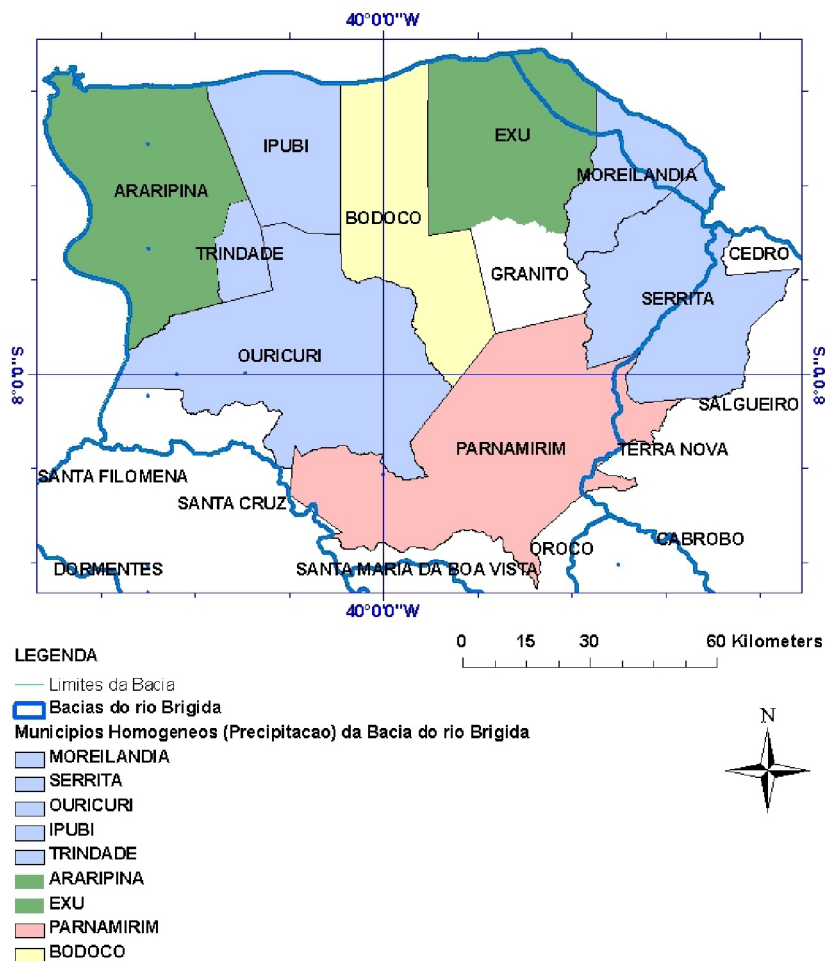 40°0'0"W
EXU
IPUBI
MOREILANDIA
ARARIPINA
BODOCO
TRINDADE
CEDRO
GRANITO
SERRITA
OURICURI
8°0'0"S
8°0'0"S
SALGUEIRO
PARNAMIRIM
TERRA NOVA
SANTA FILOMENA
SANTA CRUZ
CABROBO
OROCO
DORMENTES
SANTA MARIA DA BOA VISTA
40°0'0"W
0 15 30 60 Kilometers
LEGENDA
Limites da Bacia
Bacias do rio Brigida
Municipios Homogeneos (Precipitacao) da Bacia do rio Brigida
MOREILANDIA
SERRITA
OURICURI
IPUBI
TRINDADE
ARARIPINA
EXU
PARNAMIRIM
BODOCO
N